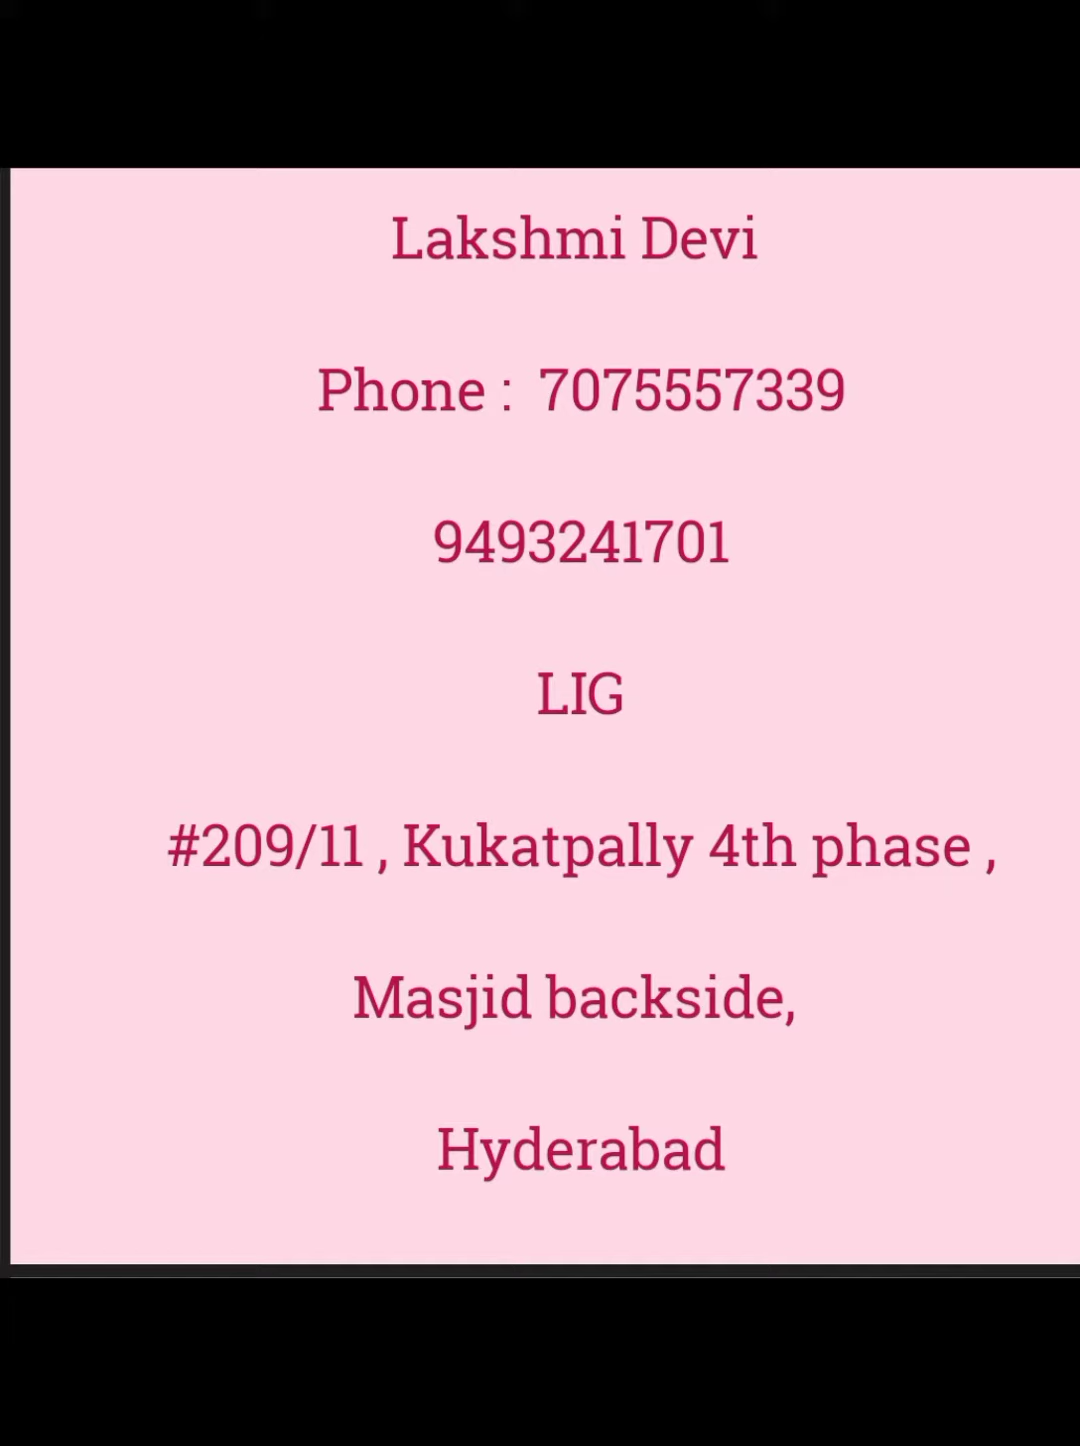 Lakshmi Devi
Phone :  7075557339
9493241701
LIG
#209/11 , Kukatpally 4th phase ,
Masjid backside,
Hyderabad